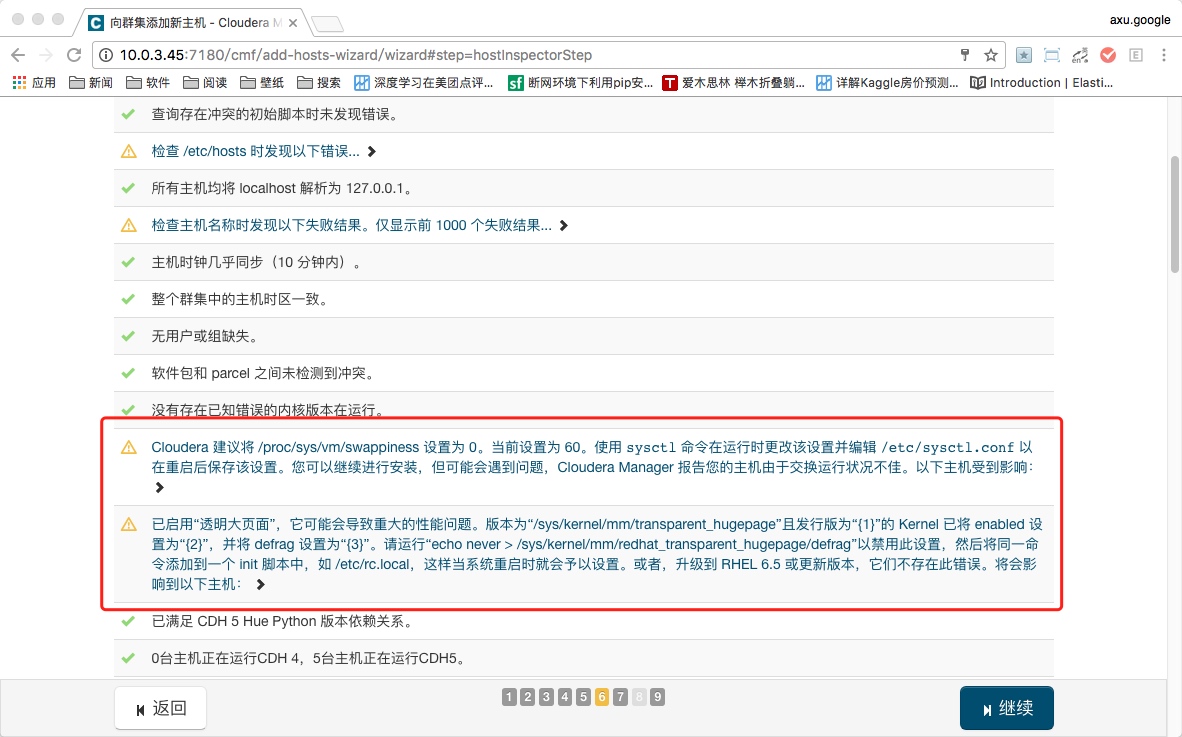 向群集添加新主机 - Cloudera M
axu.google
10.0.3.45:7180/cmf/add-hosts-wizard/wizard#step=hostInspectorStep
应用 新闻 软件 阅读 壁纸 搜索 深度学习在美团点评... 断网环境下利用pip安... 爱木思林 榉木折叠躺... 详解Kaggle房价预测... Introduction | Elasti...
查询存在冲突的初始脚本时未发现错误。
检查 /etc/hosts 时发现以下错误...
所有主机均将 localhost 解析为 127.0.0.1。
检查主机名称时发现以下失败结果。仅显示前 1000 个失败结果...
主机时钟几乎同步（10 分钟内）。
整个群集中的主机时区一致。
无用户或组缺失。
软件包和 parcel 之间未检测到冲突。
没有存在已知错误的内核版本在运行。
Cloudera 建议将 /proc/sys/vm/swappiness 设置为 0。当前设置为 60。使用 sysctl 命令在运行时更改该设置并编辑 /etc/sysctl.conf 以
在重启后保存该设置。您可以继续进行安装，但可能会遇到问题，Cloudera Manager 报告您的主机由于交换运行状况不佳。以下主机受到影响：
已启用“透明大页面”，它可能会导致重大的性能问题。版本为“/sys/kernel/mm/transparent_hugepage”且发行版为“{1}”的 Kernel 已将 enabled 设
置为“{2}”，并将 defrag 设置为“{3}”。请运行“echo never > /sys/kernel/mm/redhat_transparent_hugepage/defrag”以禁用此设置，然后将同一命
令添加到一个 init 脚本中，如 /etc/rc.local，这样当系统重启时就会予以设置。或者，升级到 RHEL 6.5 或更新版本，它们不存在此错误。将会影
响到以下主机：
已满足 CDH 5 Hue Python 版本依赖关系。
0台主机正在运行CDH 4，5台主机正在运行CDH5。
返回 1 2 3 4 5 6 7 8 9 继续